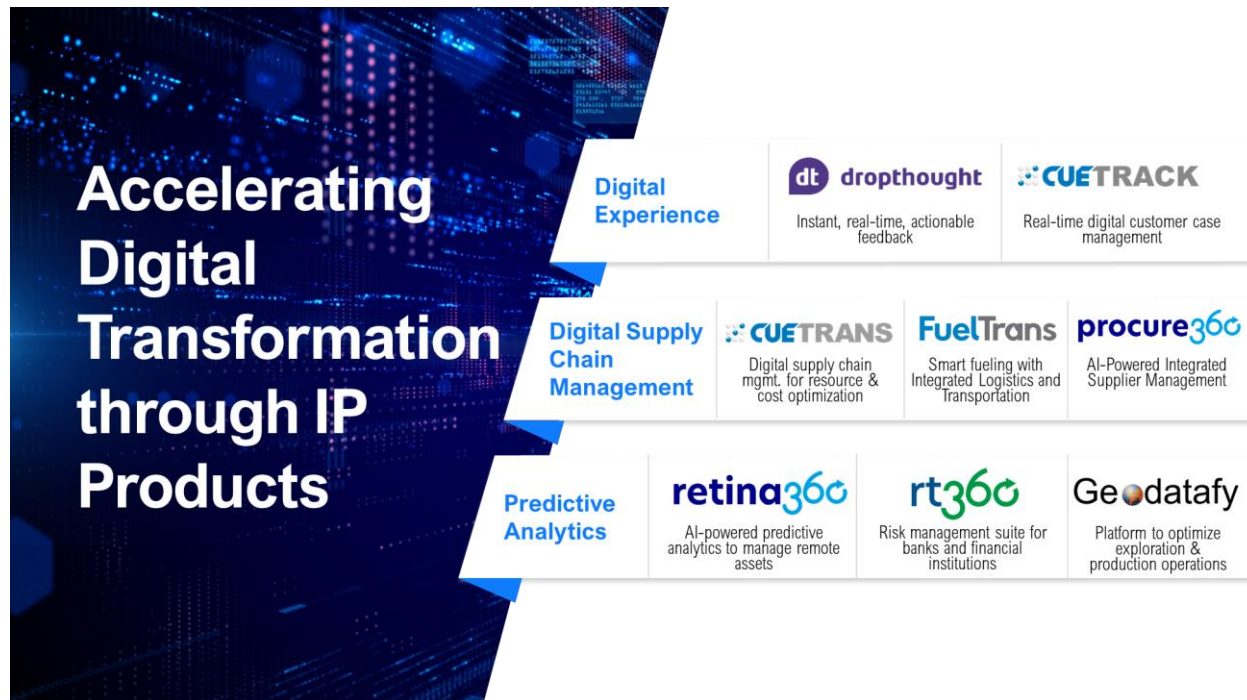 Accelerating
Digital
Transformation
through IP
Products
Digital
Experience
dt dropthought
Instant, real-time, actionable
feedback
CUETRACK
Real-time digital customer case
management
Digital Supply
Chain
Management
CUETRANS
Digital supply chain
mgmt. for resource &
cost optimization
FuelTrans
Smart fueling with
Integrated Logistics and
Transportation
procure360
AI-Powered Integrated
Supplier Management
Predictive
Analytics
retina360
AI-powered predictive
analytics to manage remote
assets
rt360
Risk management suite for
banks and financial
institutions
Geodatafy
Platform to optimize
exploration &
production operations